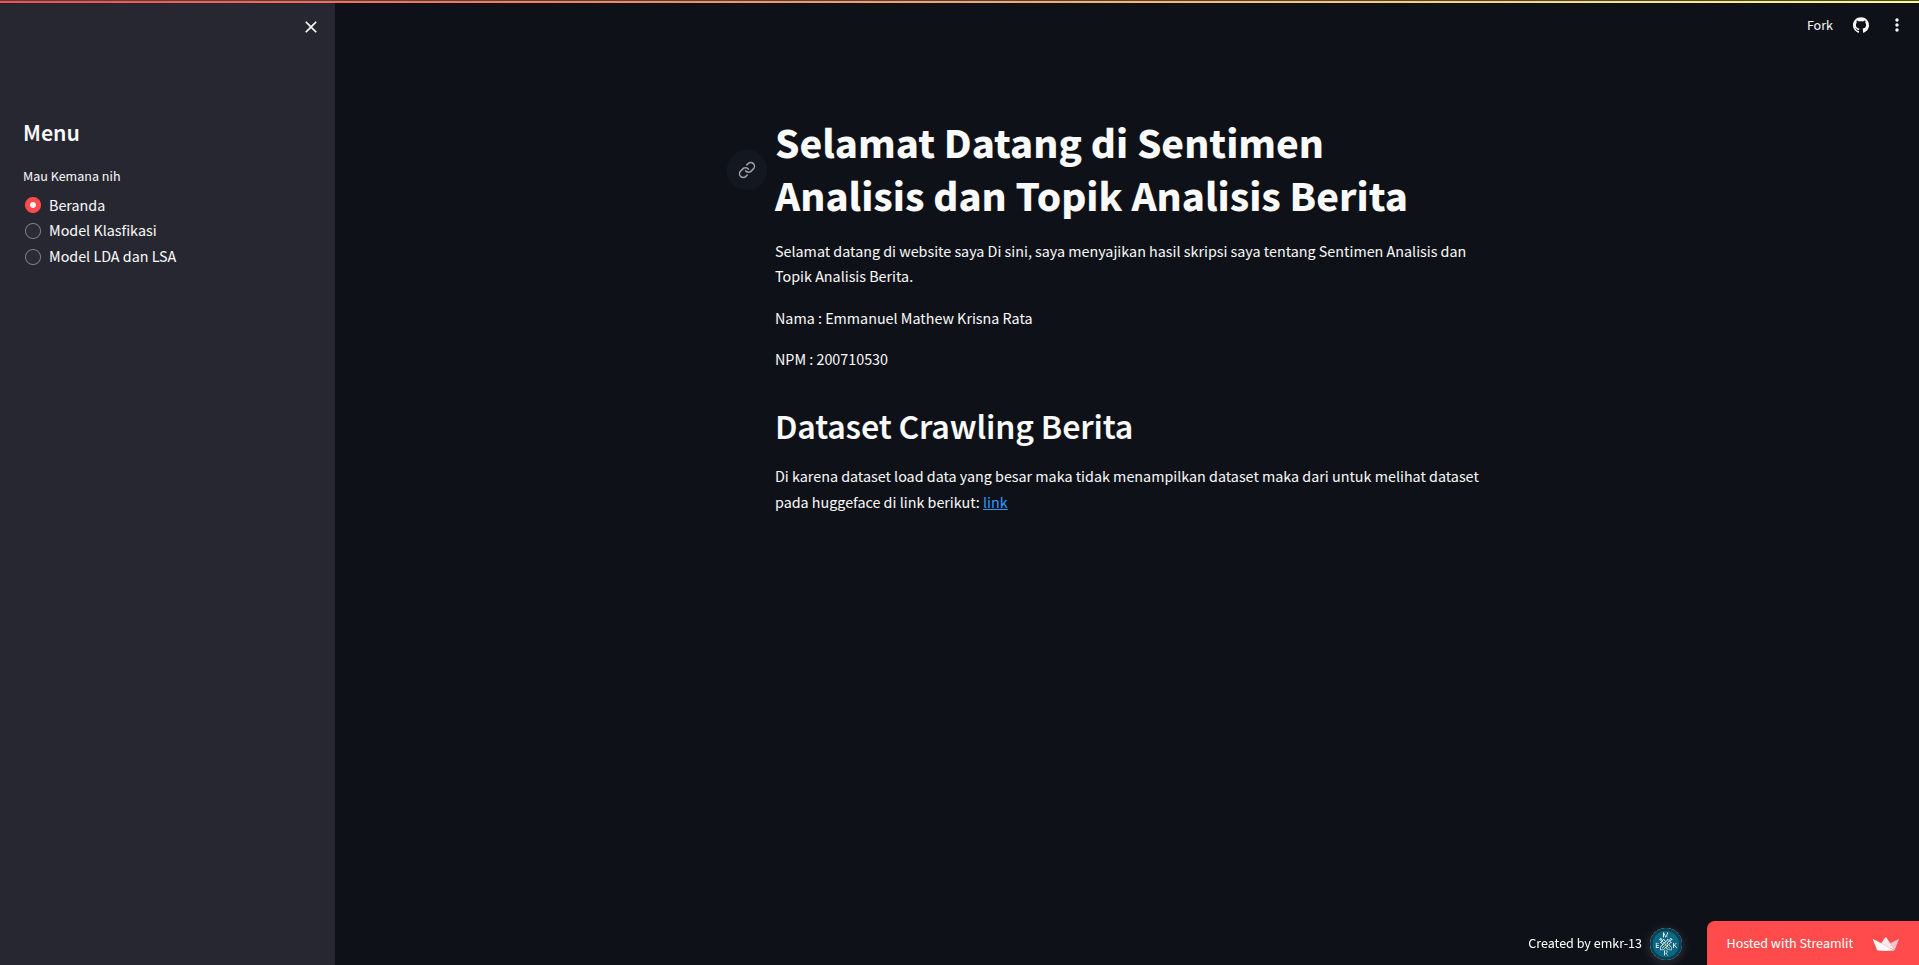 Fork
Menu
Mau Kemana nih
Beranda
Model Klasfikasi
Model LDA dan LSA
Selamat Datang di Sentimen
Analisis dan Topik Analisis Berita
Selamat datang di website saya Di sini, saya menyajikan hasil skripsi saya tentang Sentimen Analisis dan
Topik Analisis Berita.
Nama : Emmanuel Mathew Krisna Rata
NPM : 200710530
Dataset Crawling Berita
Di karena dataset load data yang besar maka tidak menampilkan dataset maka dari untuk melihat dataset
pada huggeface di link berikut: link
Created by emkr-13
Hosted with Streamlit